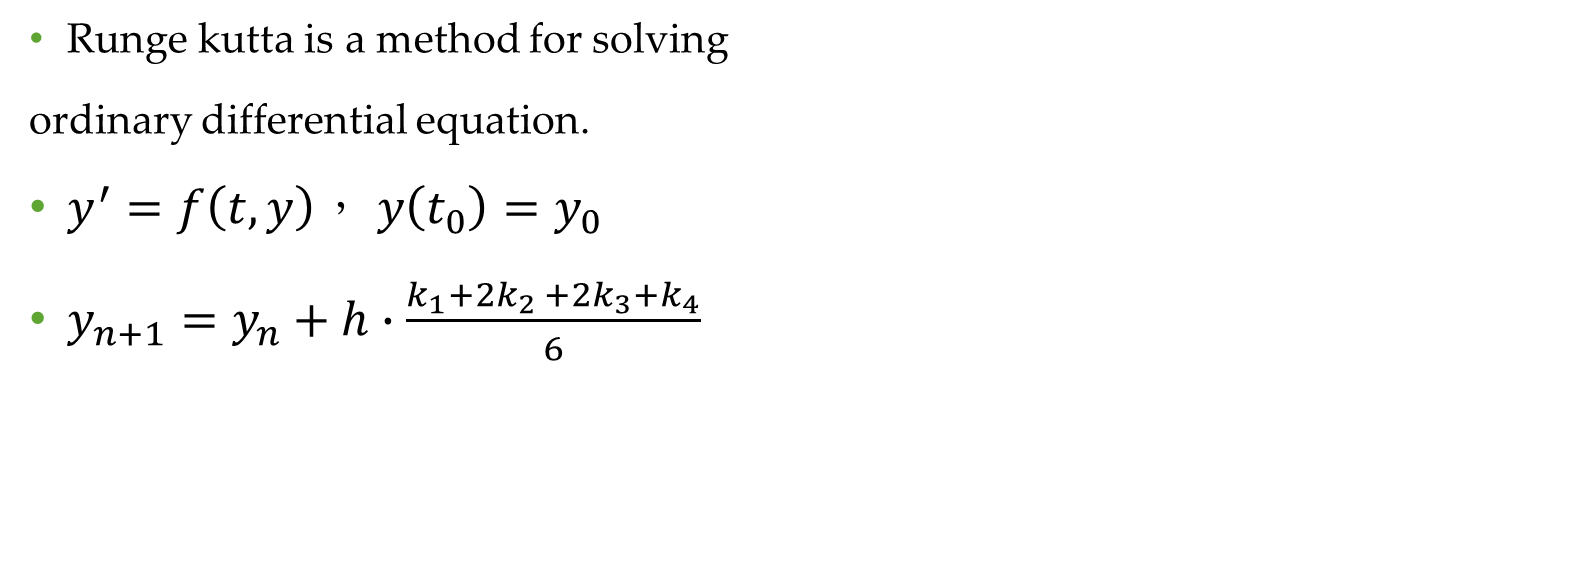 • Runge kutta is a method for solving
ordinary differential equation.
• y′ = f(t, y) ， y(t₀) = y₀
• yₙ₊₁ = yₙ + h · (k₁+2k₂ +2k₃+k₄)/6